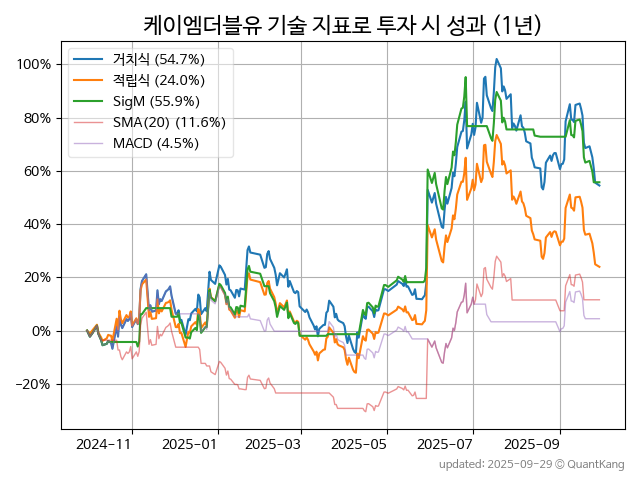 케이엠더블유 기술 지표로 투자 시 성과 (1년)
100%
80%
60%
40%
20%
0%
−20%
거치식 (54.7%)
적립식 (24.0%)
SigM (55.9%)
SMA(20) (11.6%)
MACD (4.5%)
2024-11
2025-01
2025-03
2025-05
2025-07
2025-09
updated: 2025-09-29 © QuantKang